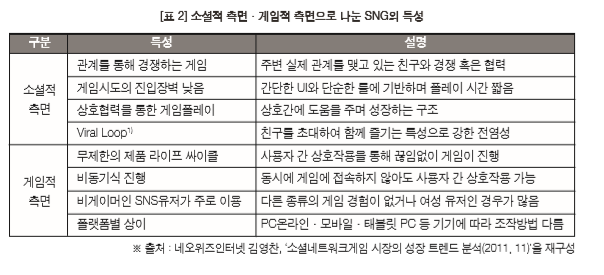 [표 2] 소셜적 측면 · 게임적 측면으로 나눈 SNG의 특성
구분 특성 설명
소셜적 측면
관계를 통해 경쟁하는 게임 주변 실제 관계를 맺고 있는 친구와 경쟁 혹은 협력
게임시도의 진입장벽 낮음 간단한 UI와 단순한 룰에 기반하며 플레이 시간 짧음
상호협력을 통한 게임플레이 상호간에 도움을 주며 성장하는 구조
Viral Loop1) 친구를 초대하여 함께 즐기는 특성으로 강한 전염성
게임적 측면
무제한의 제품 라이프 싸이클 사용자 간 상호작용을 통해 끊임없이 게임이 진행
비동기식 진행 동시에 게임에 접속하지 않아도 사용자 간 상호작용 가능
비게이머인 SNS유저가 주로 이용 다른 종류의 게임 경험이 없거나 여성 유저인 경우가 많음
플랫폼별 상이 PC온라인 · 모바일 · 태블릿 PC 등 기기에 따라 조작방법 다름
※ 출처 : 네오위즈인터넷 김영찬, '소셜네트워크게임 시장의 성장 트렌드 분석(2011. 11)'을 재구성